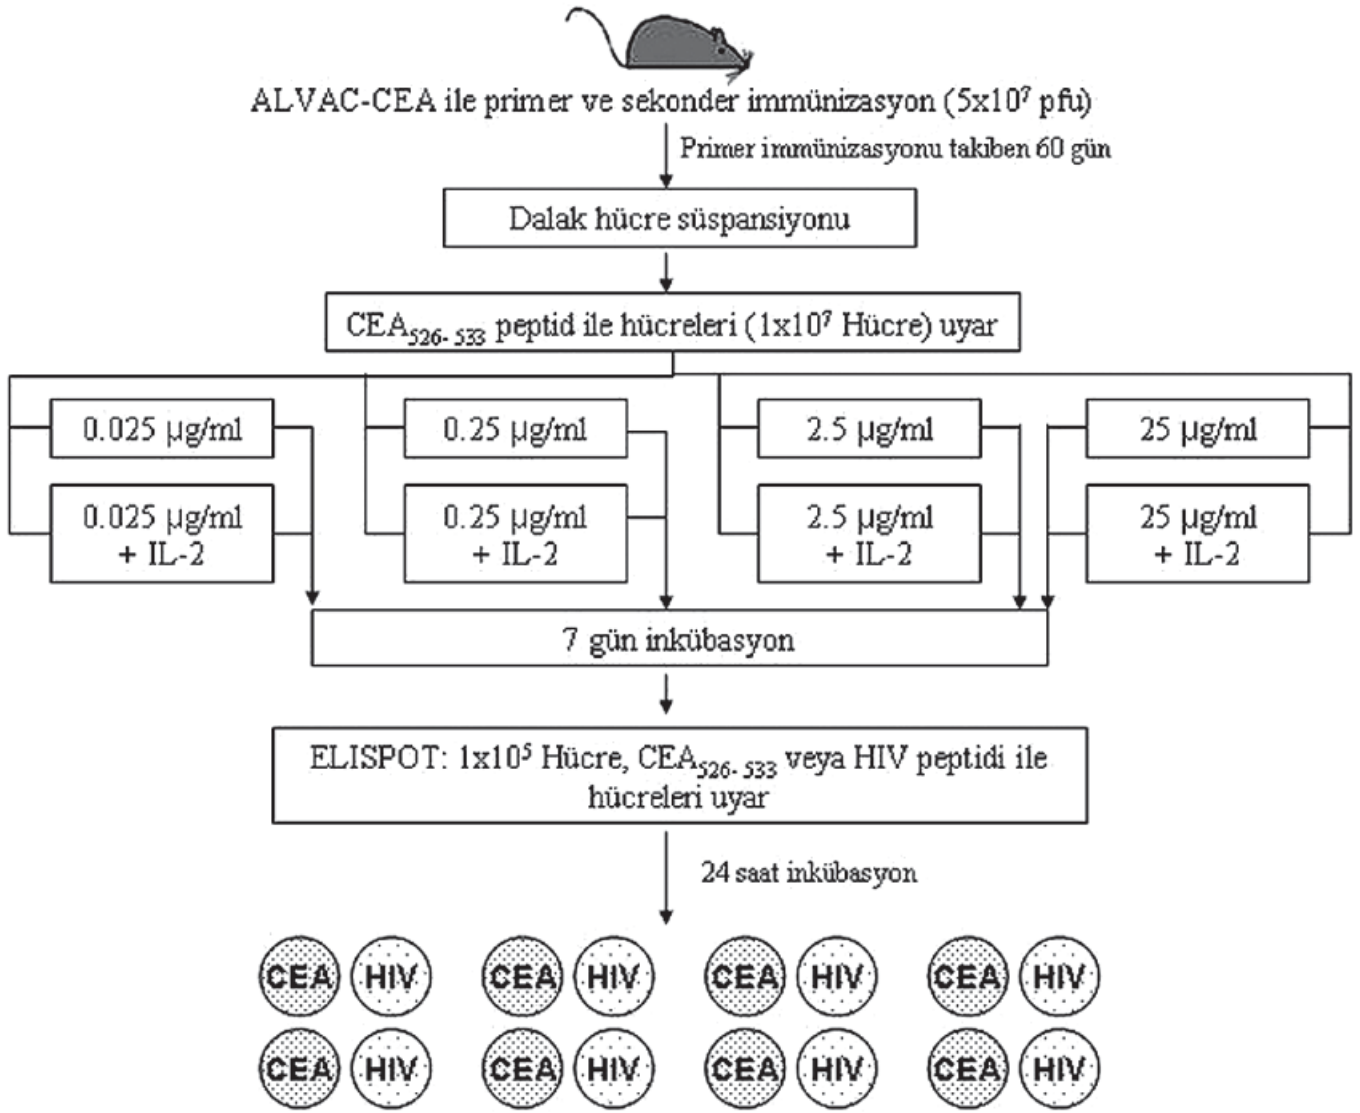 ALVAC-CEA ile primer ve sekonder immünizasyon (5x10⁷ pfu)
Primer immünizasyonu takiben 60 gün
Dalak hücre süspansiyonu
CEA₅₂₆₋₅₃₃ peptid ile hücreleri (1x10⁷ Hücre) uyar
0.025 µg/ml
0.25 µg/ml
2.5 µg/ml
25 µg/ml
0.025 µg/ml
+ IL-2
0.25 µg/ml
+ IL-2
2.5 µg/ml
+ IL-2
25 µg/ml
+ IL-2
7 gün inkübasyon
ELISPOT: 1x10⁵ Hücre, CEA₅₂₆₋₅₃₃ veya HIV peptidi ile
hücreleri uyar
24 saat inkübasyon
CEA HIV CEA HIV CEA HIV CEA HIV
CEA HIV CEA HIV CEA HIV CEA HIV